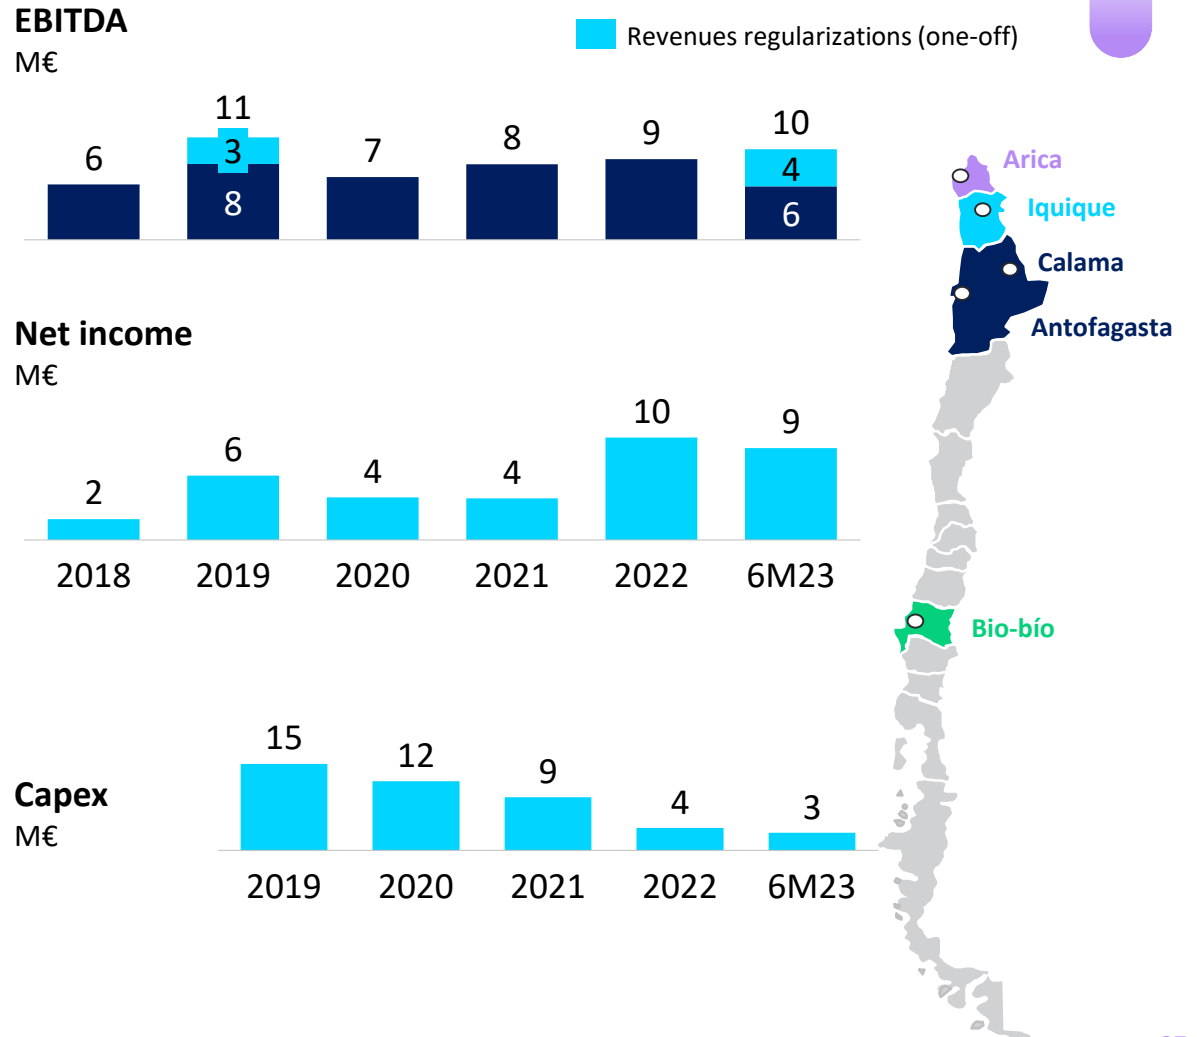 EBITDA
M€
Revenues regularizations (one-off)
6
11
3
8
7
8
9
10
4
6
Net income
M€
2
6
4
4
10
9
2018 2019 2020 2021 2022 6M23
Capex
M€
15
12
9
4
3
2019 2020 2021 2022 6M23
Arica
Iquique
Calama
Antofagasta
Bio-bío